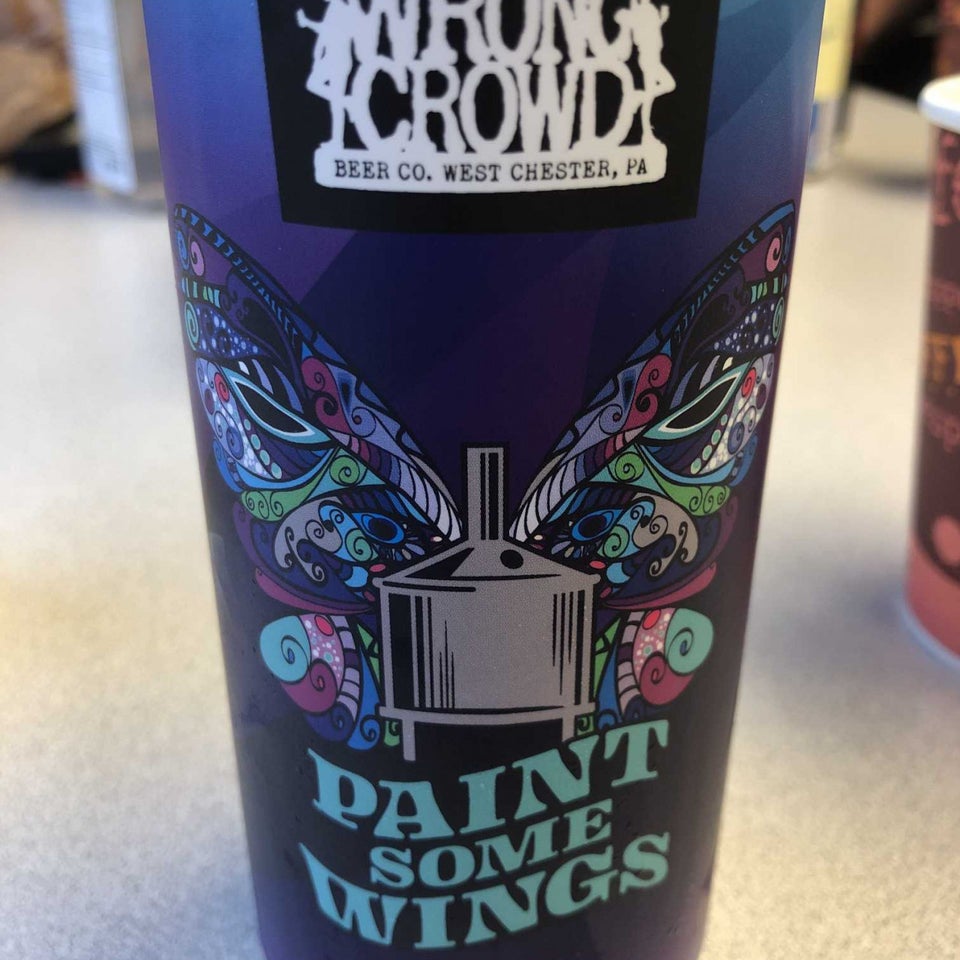 WRONG
CROWD
BEER CO. WEST CHESTER, PA
PAINT
SOME
WINGS